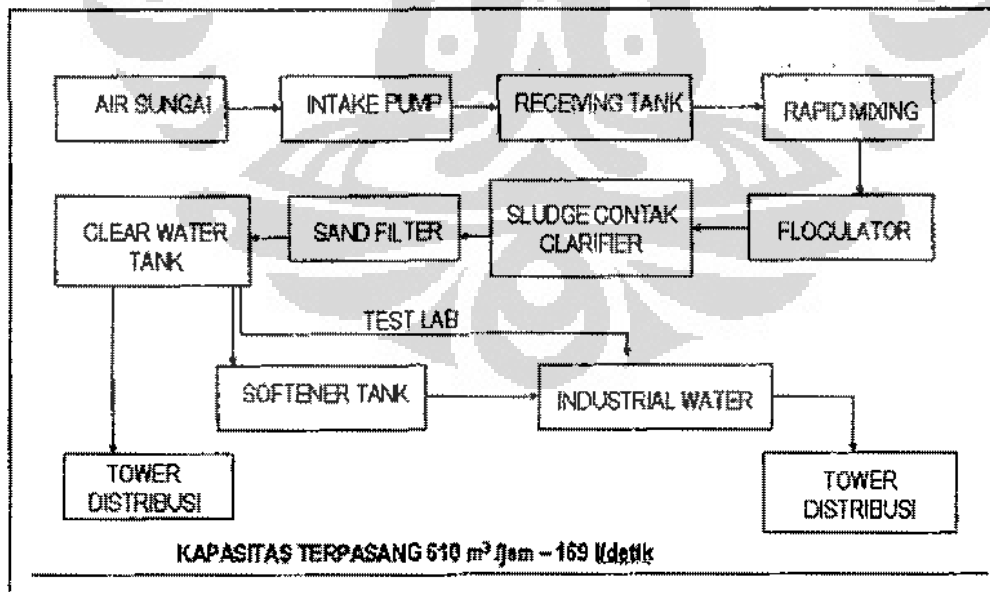 AIR SUNGAI
INTAKE PUMP
RECEIVING TANK
RAPID MIXING
CLEAR WATER
TANK
SAND FILTER
SLUDGE CONTAK
CLARIFIER
FLOCULATOR
TEST LAB
SOFTENER TANK
INDUSTRIAL WATER
TOWER
DISTRIBUSI
TOWER
DISTRIBUSI
KAPASITAS TERPASANG 610 m³/jam – 169 l/detik